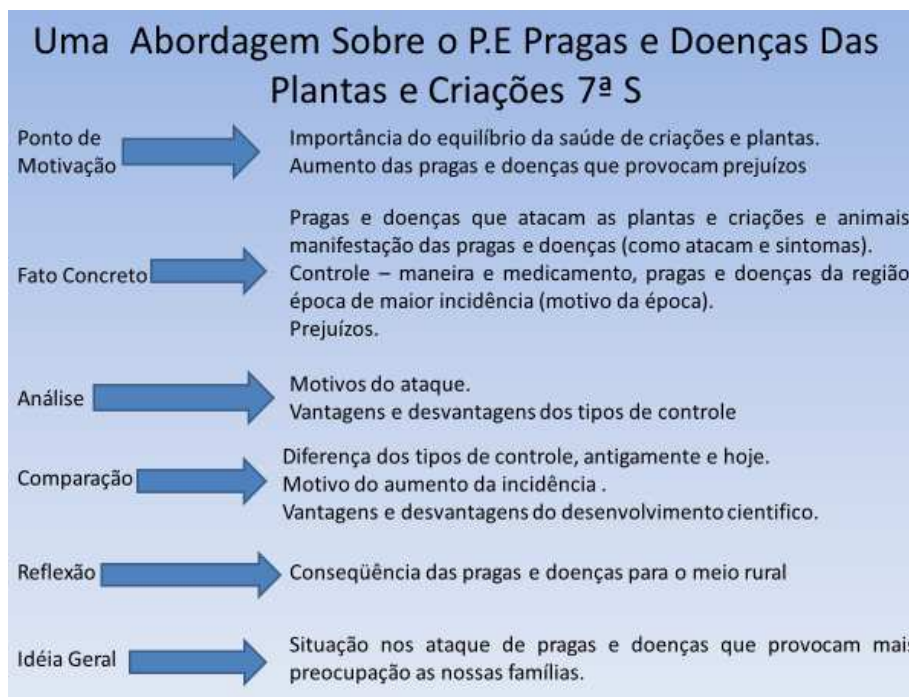 Uma Abordagem Sobre o P.E Pragas e Doenças Das
Plantas e Criações 7ª S
Ponto de
Motivação
Importância do equilíbrio da saúde de criações e plantas.
Aumento das pragas e doenças que provocam prejuízos
Fato Concreto
Pragas e doenças que atacam as plantas e criações e animais
manifestação das pragas e doenças (como atacam e sintomas).
Controle – maneira e medicamento, pragas e doenças da região
época de maior incidência (motivo da época).
Prejuízos.
Análise
Motivos do ataque.
Vantagens e desvantagens dos tipos de controle
Comparação
Diferença dos tipos de controle, antigamente e hoje.
Motivo do aumento da incidência .
Vantagens e desvantagens do desenvolvimento cientifico.
Reflexão
Conseqüência das pragas e doenças para o meio rural
Idéia Geral
Situação nos ataque de pragas e doenças que provocam mais
preocupação as nossas famílias.